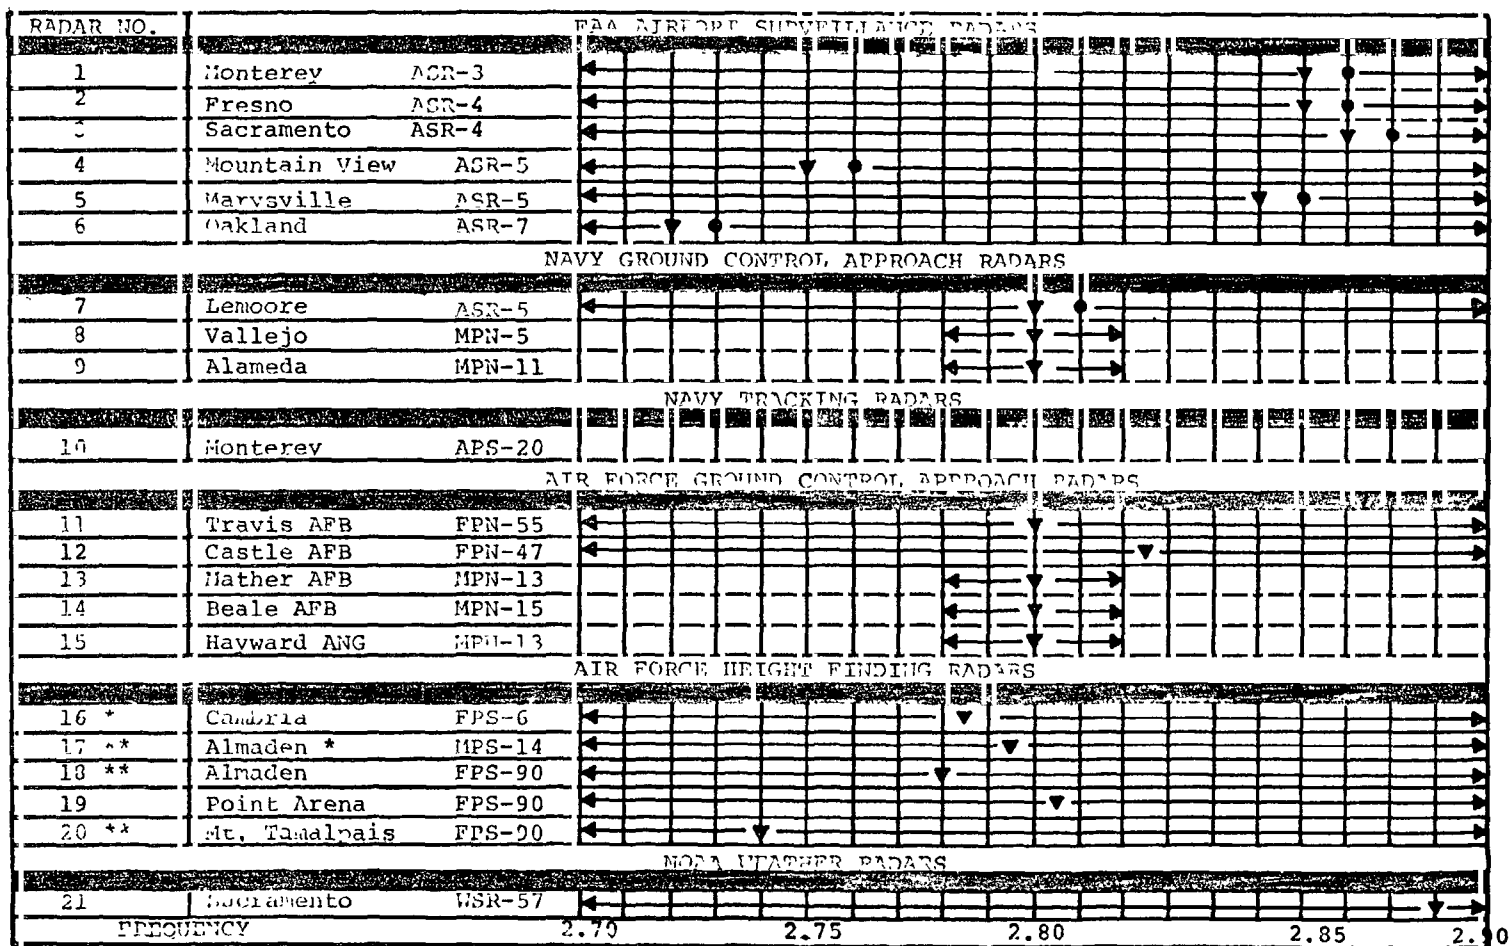 RADAR NO.
FAA AIRPORT SURVEILLANCE RADARS
1 Monterey ASR-3
2 Fresno ASR-4
3 Sacramento ASR-4
4 Mountain View ASR-5
5 Marysville ASR-5
6 Oakland ASR-7
NAVY GROUND CONTROL APPROACH RADARS
7 Lemoore ASR-5
8 Vallejo MPN-5
9 Alameda MPN-11
NAVY TRACKING RADARS
10 Monterey APS-20
AIR FORCE GROUND CONTROL APPROACH RADARS
11 Travis AFB FPN-55
12 Castle AFB FPN-47
13 Mather AFB MPN-13
14 Beale AFB MPN-15
15 Hayward ANG MPN-13
AIR FORCE HEIGHT FINDING RADARS
16 * Cambria FPS-6
17 ** Almaden * MPS-14
18 ** Almaden FPS-90
19 Point Arena FPS-90
20 ** Mt. Tamalpais FPS-90
NOAA WEATHER RADARS
21 Sacramento WSR-57
FREQUENCY 2.70 2.75 2.80 2.85 2.90